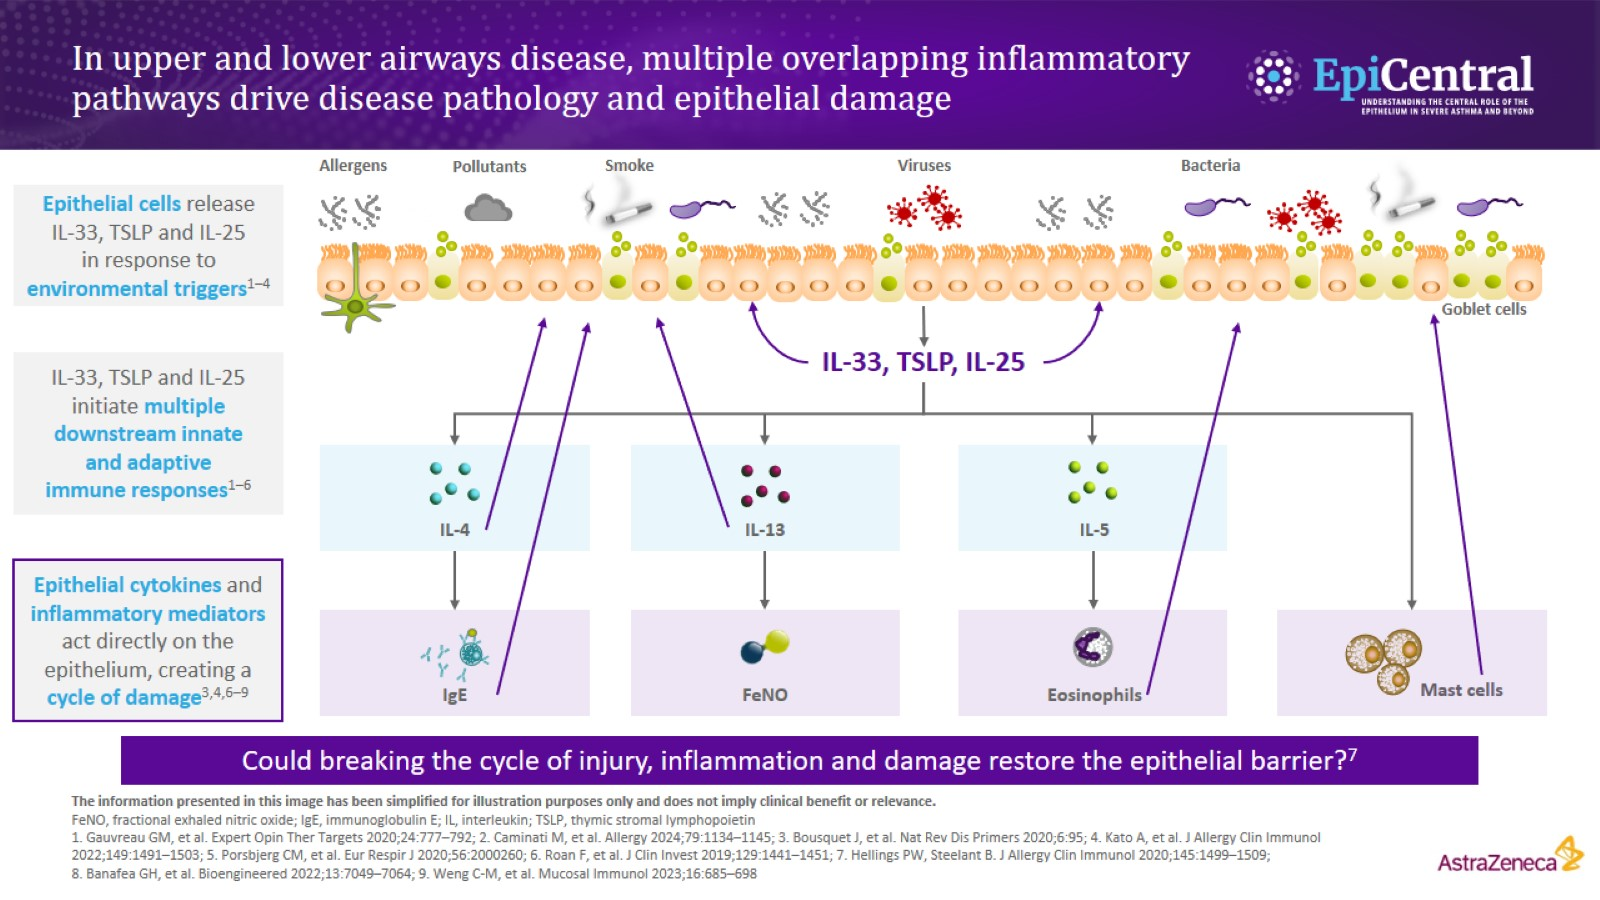 In upper and lower airways disease, multiple overlapping inflammatory
pathways drive disease pathology and epithelial damage
EpiCentral
UNDERSTANDING THE CENTRAL ROLE OF THE
EPITHELIUM IN SEVERE ASTHMA AND BEYOND
Allergens
Pollutants
Smoke
Viruses
Bacteria
Epithelial cells release
IL-33, TSLP and IL-25
in response to
environmental triggers1–4
Goblet cells
IL-33, TSLP, IL-25
IL-33, TSLP and IL-25
initiate multiple
downstream innate
and adaptive
immune responses1–6
IL-4
IL-13
IL-5
Epithelial cytokines and
inflammatory mediators
act directly on the
epithelium, creating a
cycle of damage3,4,6–9
IgE
FeNO
Eosinophils
Mast cells
Could breaking the cycle of injury, inflammation and damage restore the epithelial barrier?7
The information presented in this image has been simplified for illustration purposes only and does not imply clinical benefit or relevance.
FeNO, fractional exhaled nitric oxide; IgE, immunoglobulin E; IL, interleukin; TSLP, thymic stromal lymphopoietin
1. Gauvreau GM, et al. Expert Opin Ther Targets 2020;24:777–792; 2. Caminati M, et al. Allergy 2024;79:1134–1145; 3. Bousquet J, et al. Nat Rev Dis Primers 2020;6:95; 4. Kato A, et al. J Allergy Clin Immunol
2022;149:1491–1503; 5. Porsbjerg CM, et al. Eur Respir J 2020;56:2000260; 6. Roan F, et al. J Clin Invest 2019;129:1441–1451; 7. Hellings PW, Steelant B. J Allergy Clin Immunol 2020;145:1499–1509;
8. Banafea GH, et al. Bioengineered 2022;13:7049–7064; 9. Weng C-M, et al. Mucosal Immunol 2023;16:685–698
AstraZeneca